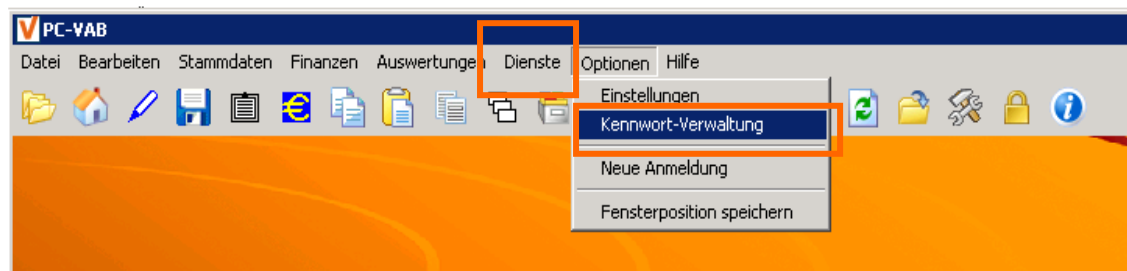 PC-VAB
Datei Bearbeiten Stammdaten Finanzen Auswertungen Dienste Optionen Hilfe
Einstellungen
Kennwort-Verwaltung
Neue Anmeldung
Fensterposition speichern